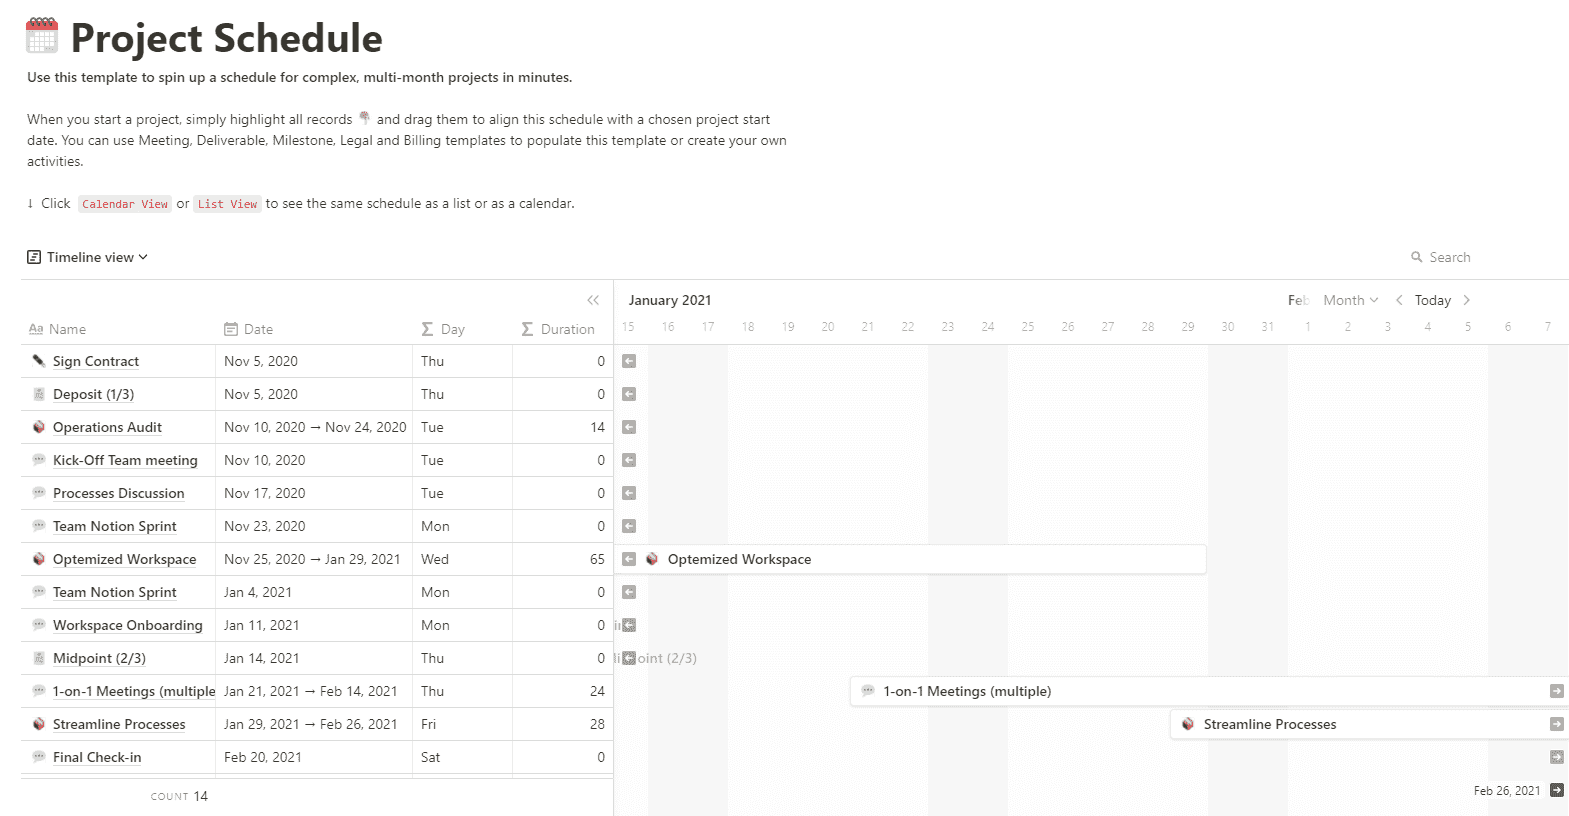 Project Schedule
Use this template to spin up a schedule for complex, multi-month projects in minutes.
When you start a project, simply highlight all records and drag them to align this schedule with a chosen project start
date. You can use Meeting, Deliverable, Milestone, Legal and Billing templates to populate this template or create your own
activities.
↓ Click Calendar View or List View to see the same schedule as a list or as a calendar.
Timeline view Search
January 2021 Feb Month Today
Aa Name Date Σ Day Σ Duration 15 16 17 18 19 20 21 22 23 24 25 26 27 28 29 30 31 1 2 3 4 5 6 7
Sign Contract Nov 5, 2020 Thu 0
Deposit (1/3) Nov 5, 2020 Thu 0
Operations Audit Nov 10, 2020 → Nov 24, 2020 Tue 14
Kick-Off Team meeting Nov 10, 2020 Tue 0
Processes Discussion Nov 17, 2020 Tue 0
Team Notion Sprint Nov 23, 2020 Mon 0
Optemized Workspace Nov 25, 2020 → Jan 29, 2021 Wed 65 Optemized Workspace
Team Notion Sprint Jan 4, 2021 Mon 0
Workspace Onboarding Jan 11, 2021 Mon 0
Midpoint (2/3) Jan 14, 2021 Thu 0 oint (2/3)
1-on-1 Meetings (multiple Jan 21, 2021 → Feb 14, 2021 Thu 24 1-on-1 Meetings (multiple)
Streamline Processes Jan 29, 2021 → Feb 26, 2021 Fri 28 Streamline Processes
Final Check-in Feb 20, 2021 Sat 0
COUNT 14 Feb 26, 2021